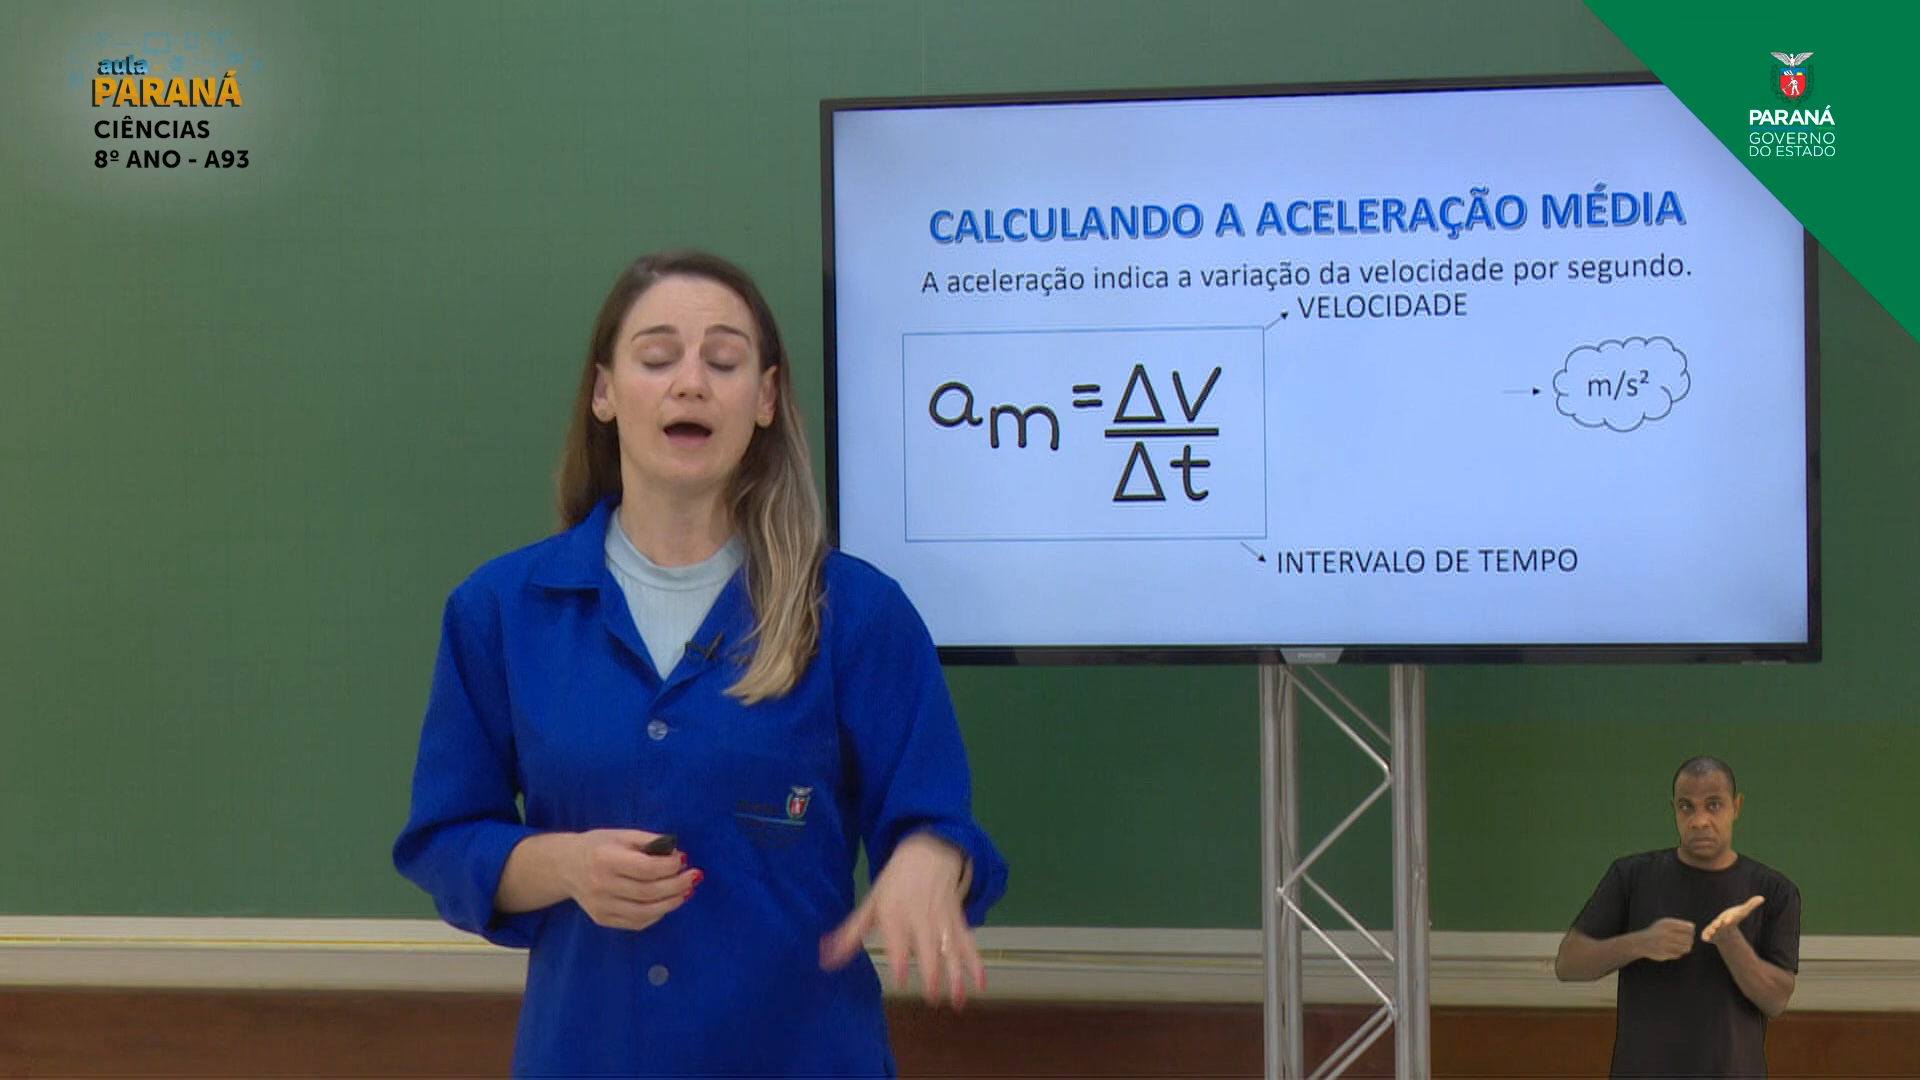 aula
PARANÁ
CIÊNCIAS
8º ANO - A93
PARANÁ
GOVERNO
DO ESTADO
CALCULANDO A ACELERAÇÃO MÉDIA
A aceleração indica a variação da velocidade por segundo.
VELOCIDADE
am = ΔV
Δt
m/s²
INTERVALO DE TEMPO